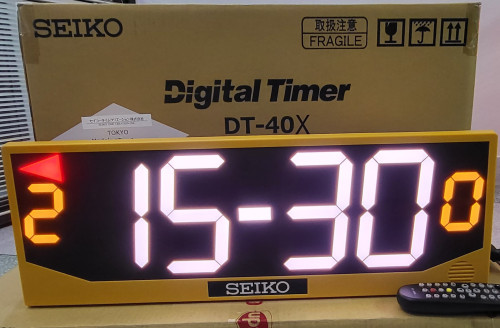 SEIKO
取扱注意
FRAGILE
Digital Timer
DT-40X
TOKYO
2 15-30 0
SEIKO